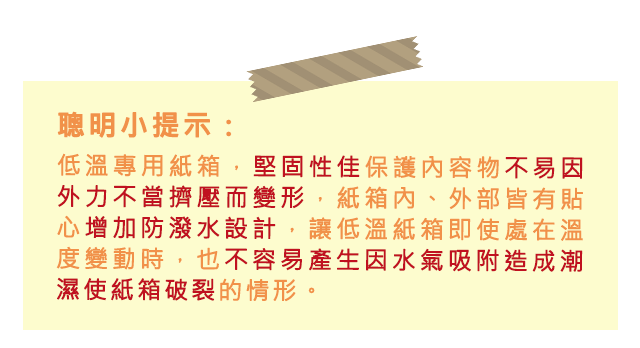 聰明小提示：
低溫專用紙箱，堅固性佳保護內容物不易因
外力不當擠壓而變形，紙箱內、外部皆有貼
心增加防潑水設計，讓低溫紙箱即使處在溫
度變動時，也不容易產生因水氣吸附造成潮
濕使紙箱破裂的情形。